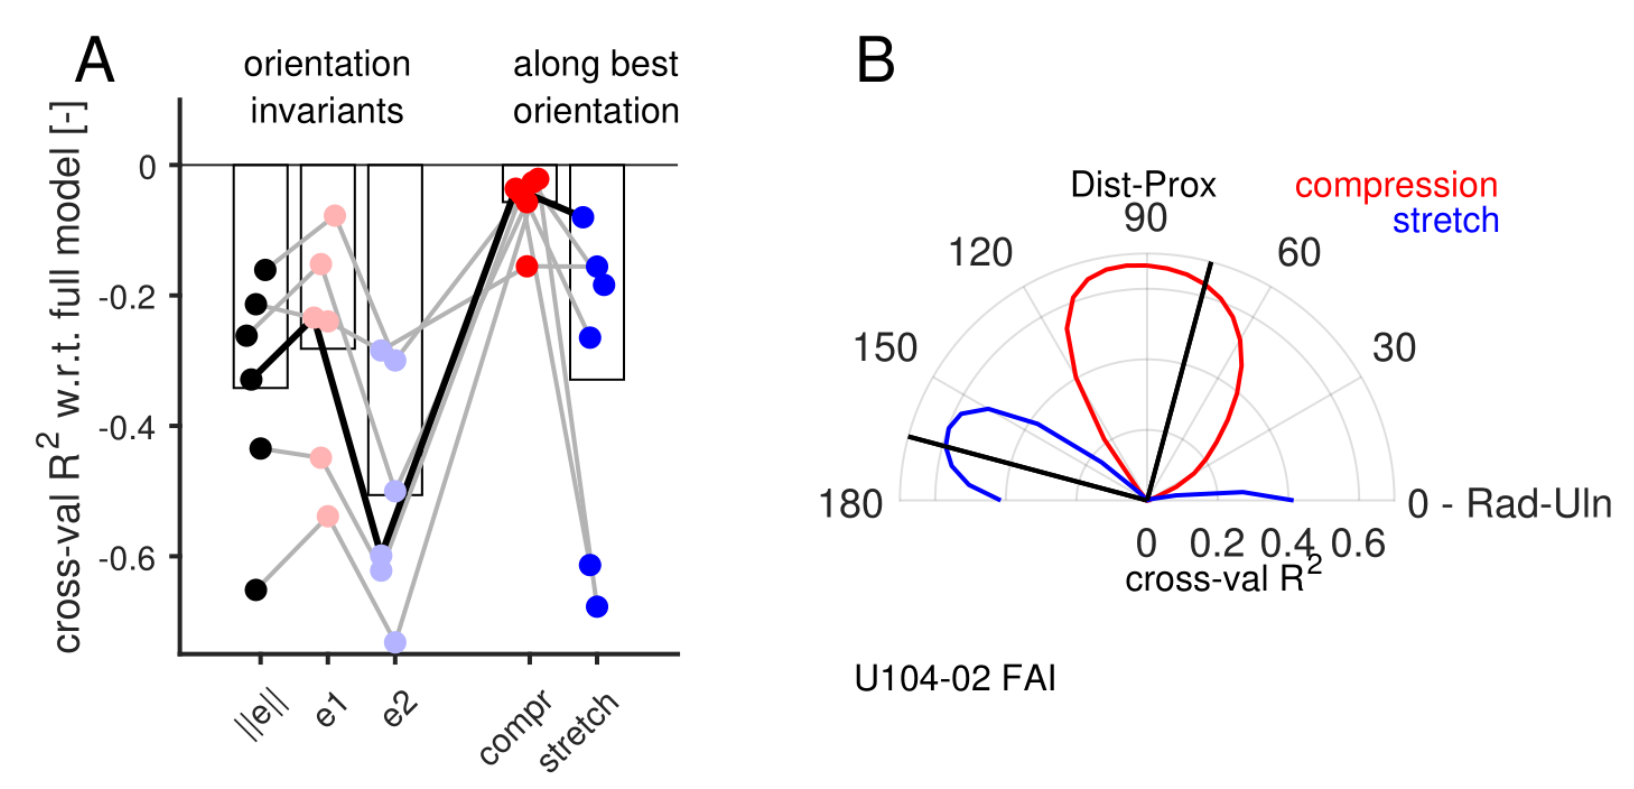 A
orientation
invariants
along best
orientation
cross-val R² w.r.t. full model [-]
0
-0.2
-0.4
-0.6
||e||
e1
e2
compr
stretch
B
Dist-Prox
compression
stretch
90
120
60
150
30
180
0 - Rad-Uln
0 0.2 0.4 0.6
cross-val R²
U104-02 FAI